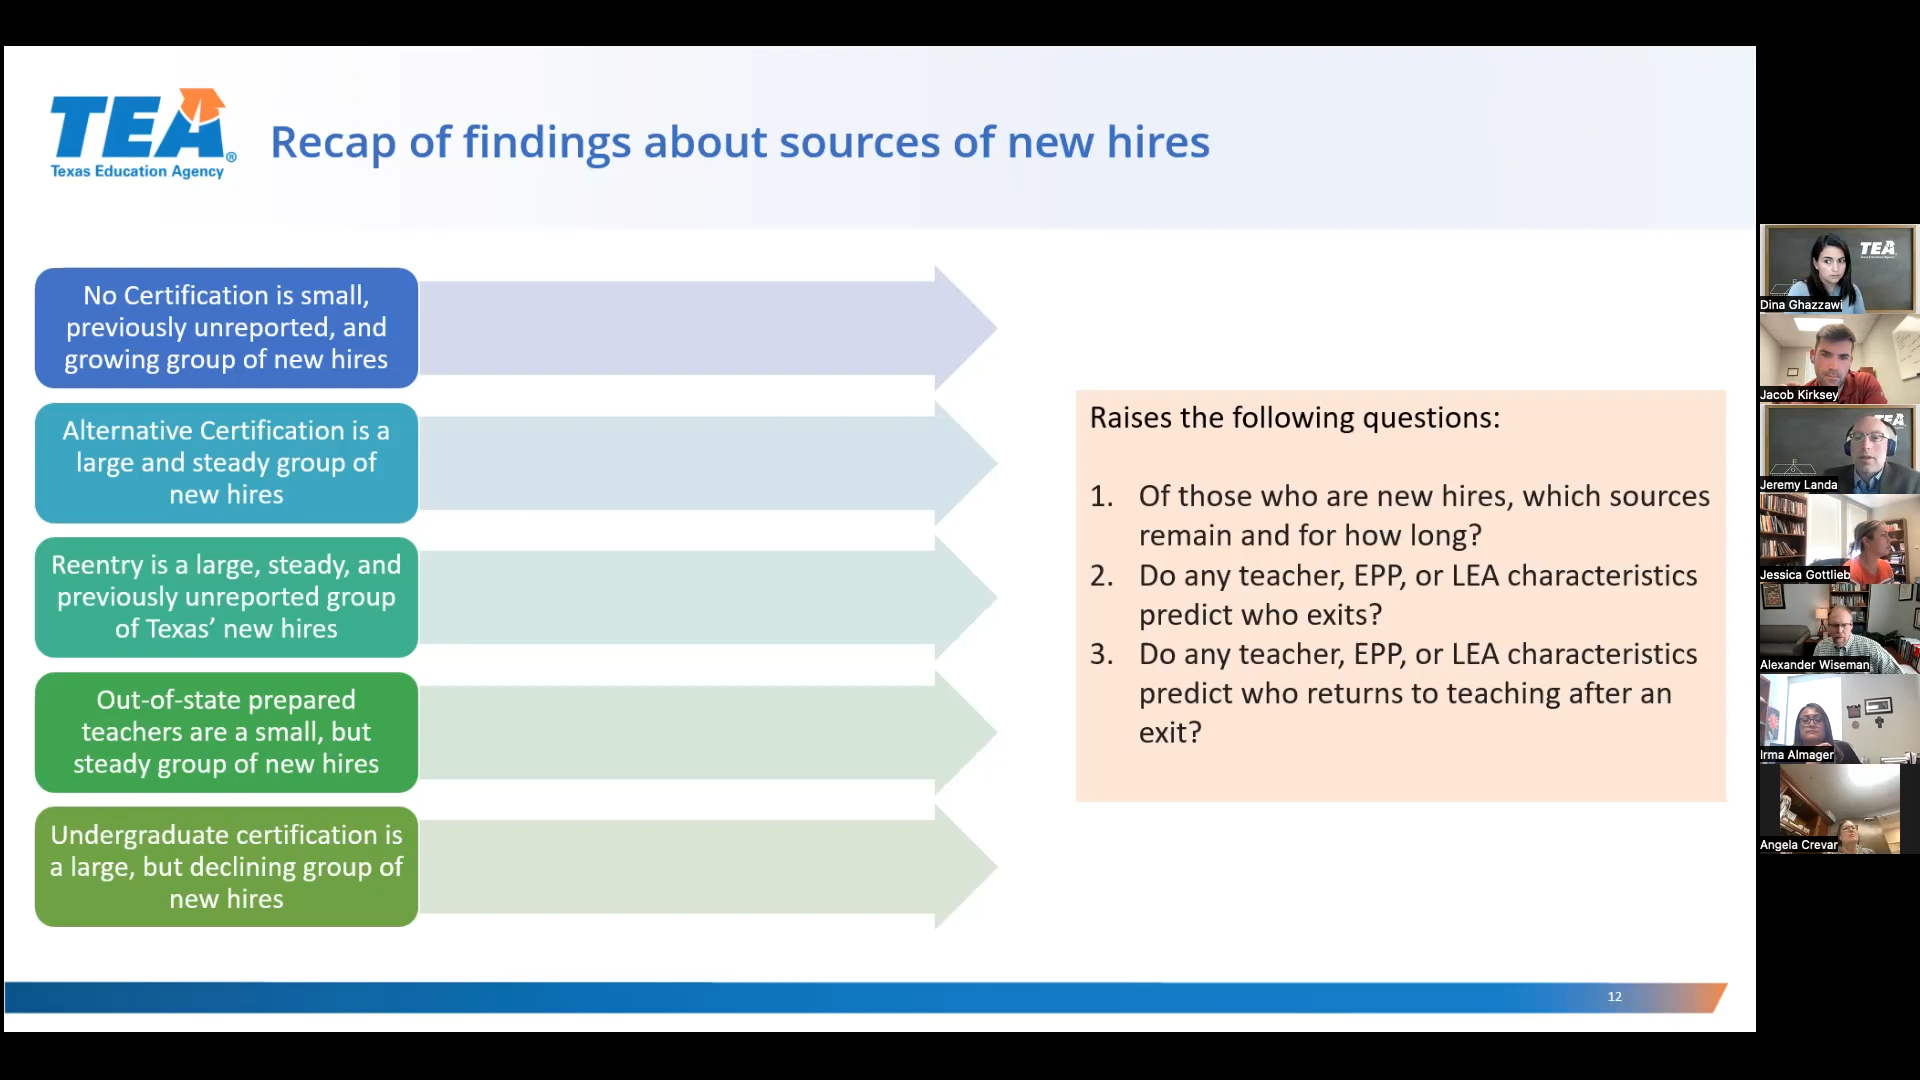 TEA®
Texas Education Agency
Recap of findings about sources of new hires
No Certification is small,
previously unreported, and
growing group of new hires
Alternative Certification is a
large and steady group of
new hires
Reentry is a large, steady, and
previously unreported group
of Texas’ new hires
Out-of-state prepared
teachers are a small, but
steady group of new hires
Undergraduate certification is
a large, but declining group of
new hires
Raises the following questions:
1. Of those who are new hires, which sources
remain and for how long?
2. Do any teacher, EPP, or LEA characteristics
predict who exits?
3. Do any teacher, EPP, or LEA characteristics
predict who returns to teaching after an
exit?
12
TEA
Dina Ghazzawi
Jacob Kirksey
TEA
Jeremy Landa
Jessica Gottlieb
Alexander Wiseman
Irma Almager
Angela Crevar